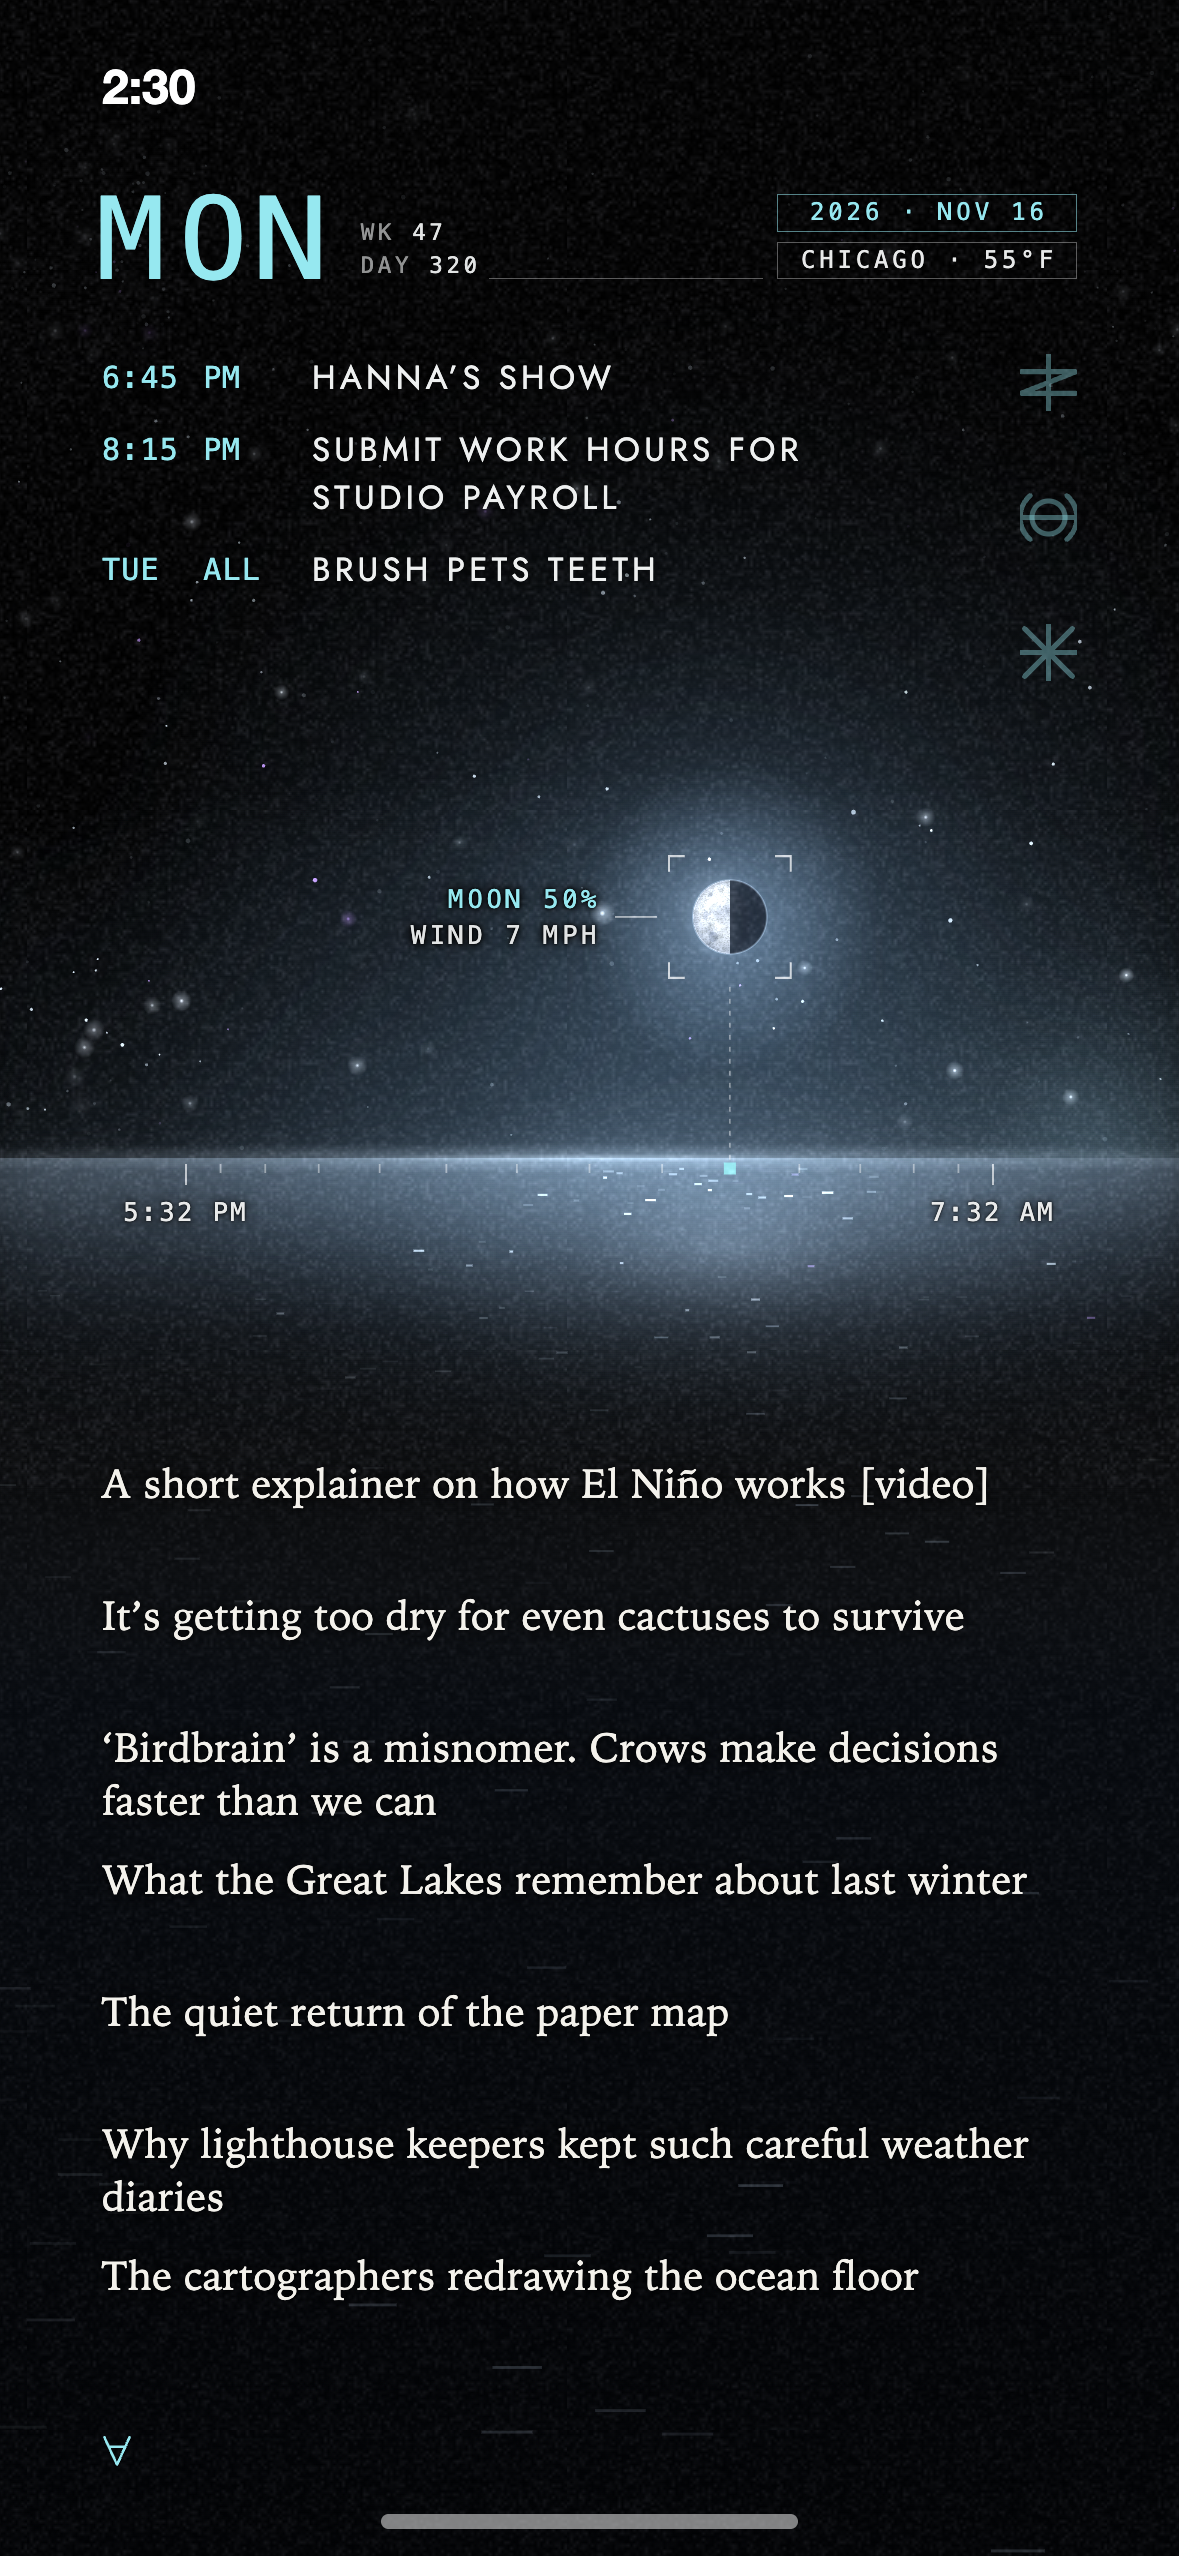 2:30
MON
WK 47
DAY 320
2026 · NOV 16
CHICAGO · 55°F
6:45 PM HANNA’S SHOW
8:15 PM SUBMIT WORK HOURS FOR
STUDIO PAYROLL
TUE ALL BRUSH PETS TEETH
MOON 50%
WIND 7 MPH
5:32 PM
7:32 AM
A short explainer on how El Niño works [video]
It’s getting too dry for even cactuses to survive
‘Birdbrain’ is a misnomer. Crows make decisions
faster than we can
What the Great Lakes remember about last winter
The quiet return of the paper map
Why lighthouse keepers kept such careful weather
diaries
The cartographers redrawing the ocean floor